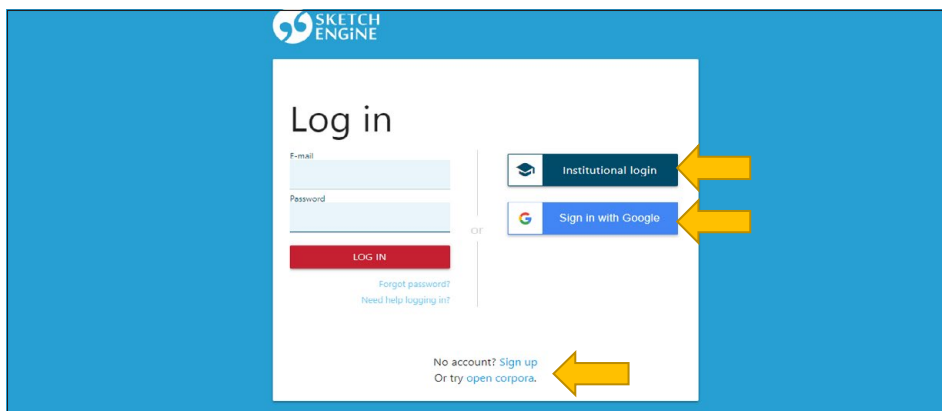 SKETCH
ENGINE
Log in
E-mail
Password
LOG IN
Forgot password?
Need help logging in?
or
Institutional login
G Sign in with Google
No account? Sign up
Or try open corpora.